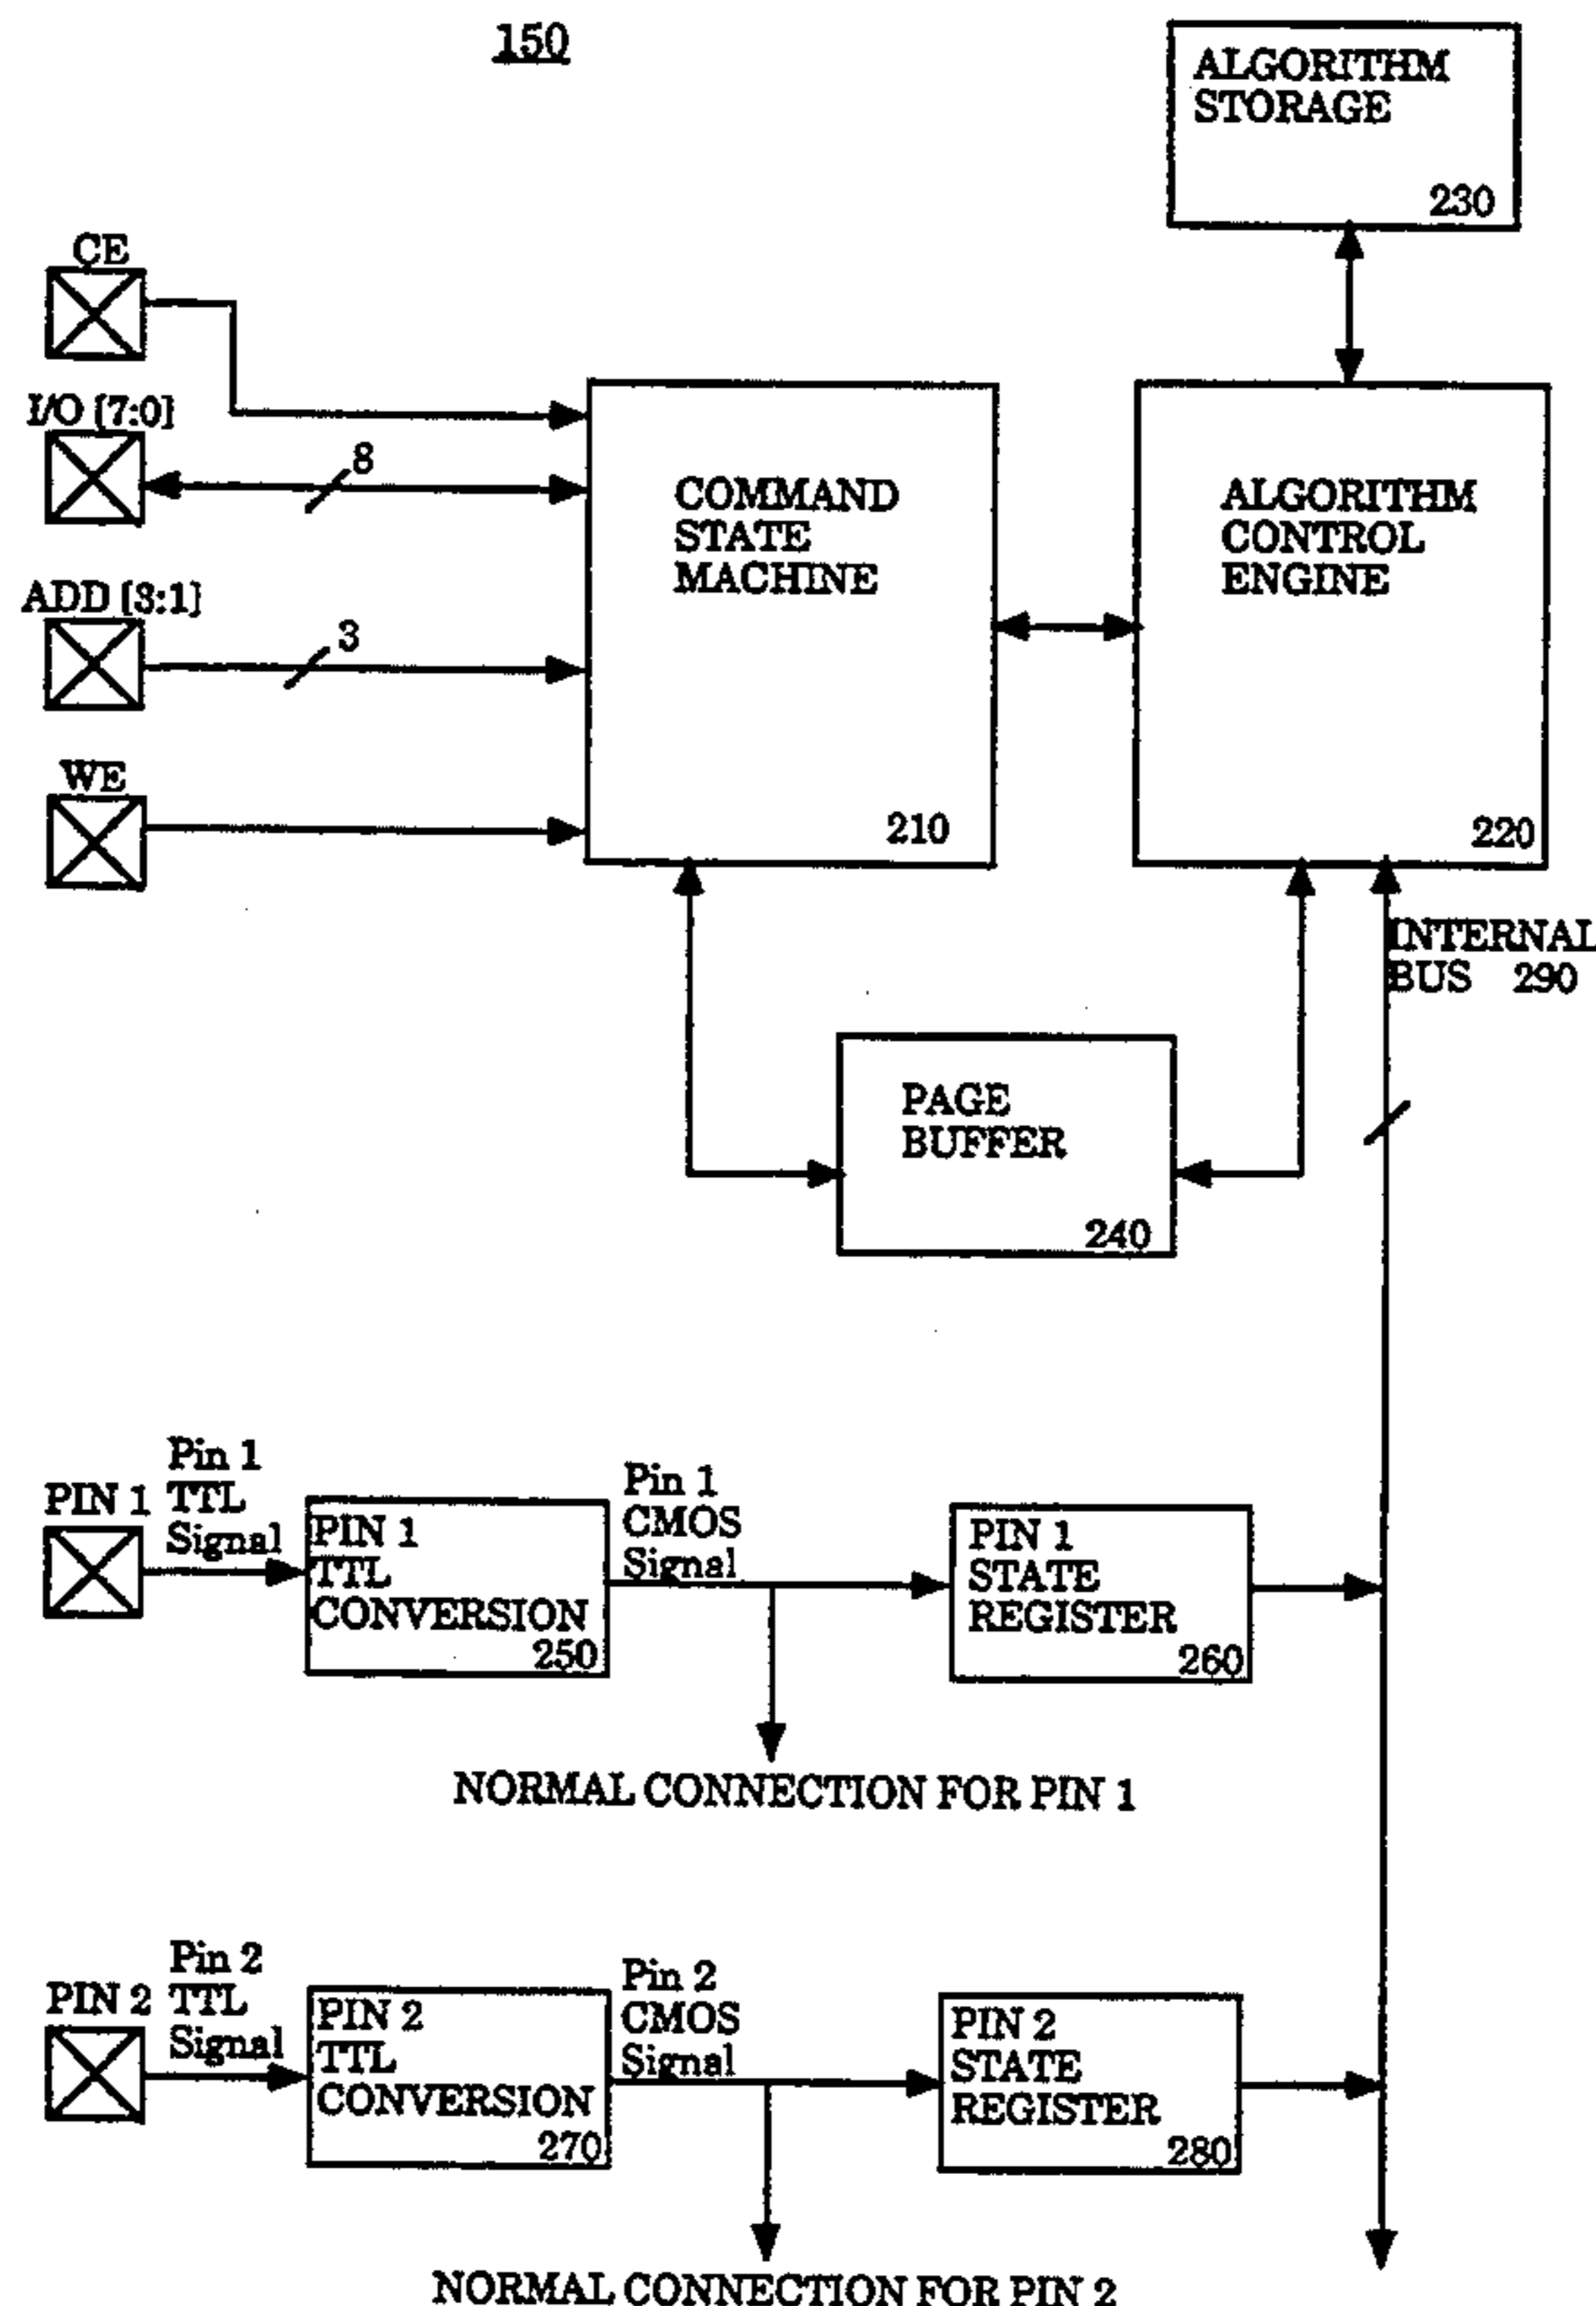 150
ALGORITHM
STORAGE
230
CE
I/O [7:0]
8
COMMAND
STATE
MACHINE
210
ALGORITHM
CONTROL
ENGINE
220
ADD [3:1]
3
WE
INTERNAL
BUS 290
PAGE
BUFFER
240
PIN 1
Pin 1
TTL
Signal
PIN 1
TTL
CONVERSION
250
Pin 1
CMOS
Signal
PIN 1
STATE
REGISTER
260
NORMAL CONNECTION FOR PIN 1
PIN 2
Pin 2
TTL
Signal
PIN 2
TTL
CONVERSION
270
Pin 2
CMOS
Signal
PIN 2
STATE
REGISTER
280
NORMAL CONNECTION FOR PIN 2